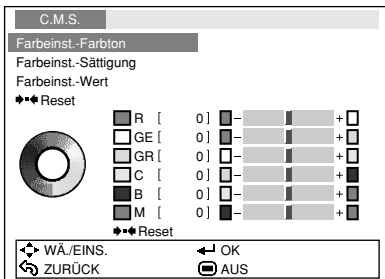 C.M.S.
Farbeinst.-Farbton
Farbeinst.-Sättigung
Farbeinst.-Wert
Reset
R [ 0 ] - +
GE [ 0 ] - +
GR [ 0 ] - +
C [ 0 ] - +
B [ 0 ] - +
M [ 0 ] - +
Reset
WÄ./EINS. OK
ZURÜCK AUS